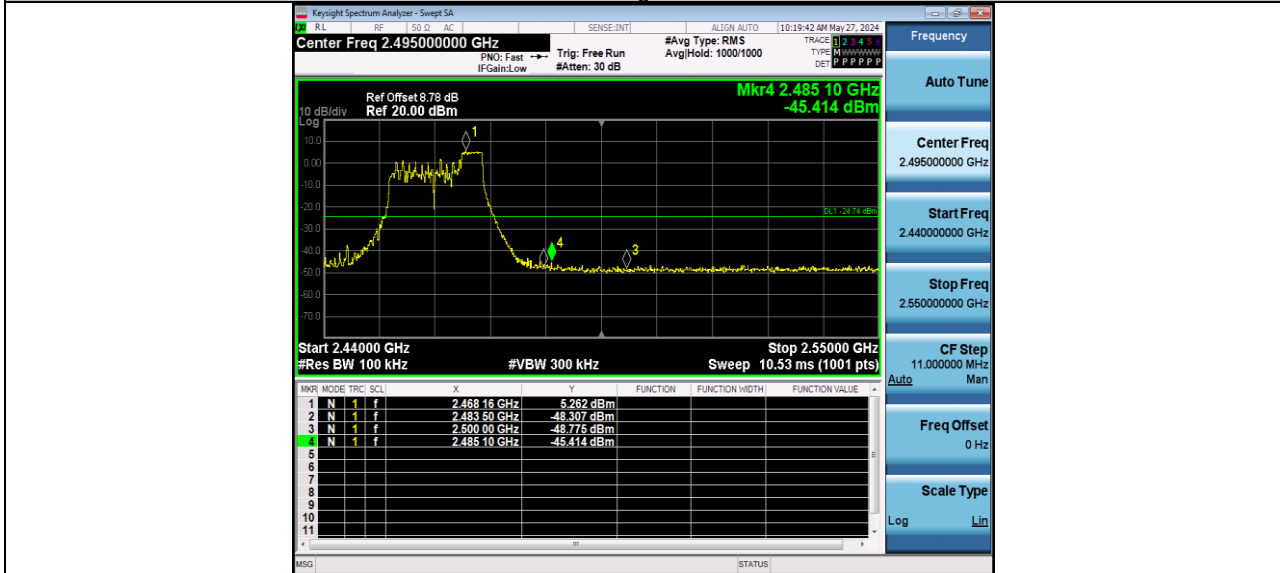 Keysight Spectrum Analyzer - Swept SA
RL RF 50 Ω AC SENSE:INT ALIGN AUTO 10:19:42 AM May 27, 2024
Center Freq 2.495000000 GHz
PNO: Fast
IFGain:Low
Trig: Free Run
#Atten: 30 dB
#Avg Type: RMS
Avg|Hold: 1000/1000
TRACE 1 2 3 4 5 6
TYPE M
DET P P P P P P
Mkr4 2.485 10 GHz
-45.414 dBm
Ref Offset 8.78 dB
10 dB/div Ref 20.00 dBm
Log
10.0
0.00
-10.0
-20.0
-30.0
-40.0
-50.0
-60.0
-70.0
1
4
3
DL1 -24.74 dBm
Start 2.44000 GHz Stop 2.55000 GHz
#Res BW 100 kHz #VBW 300 kHz Sweep 10.53 ms (1001 pts)
MKR MODE TRC SCL X Y FUNCTION FUNCTION WIDTH FUNCTION VALUE
1 N 1 f 2.468 16 GHz 5.262 dBm
2 N 1 f 2.483 50 GHz -48.307 dBm
3 N 1 f 2.500 00 GHz -48.775 dBm
4 N 1 f 2.485 10 GHz -45.414 dBm
5
6
7
8
9
10
11
MSG STATUS
Frequency
Auto Tune
Center Freq
2.495000000 GHz
Start Freq
2.440000000 GHz
Stop Freq
2.550000000 GHz
CF Step
11.000000 MHz
Auto Man
Freq Offset
0 Hz
Scale Type
Log Lin